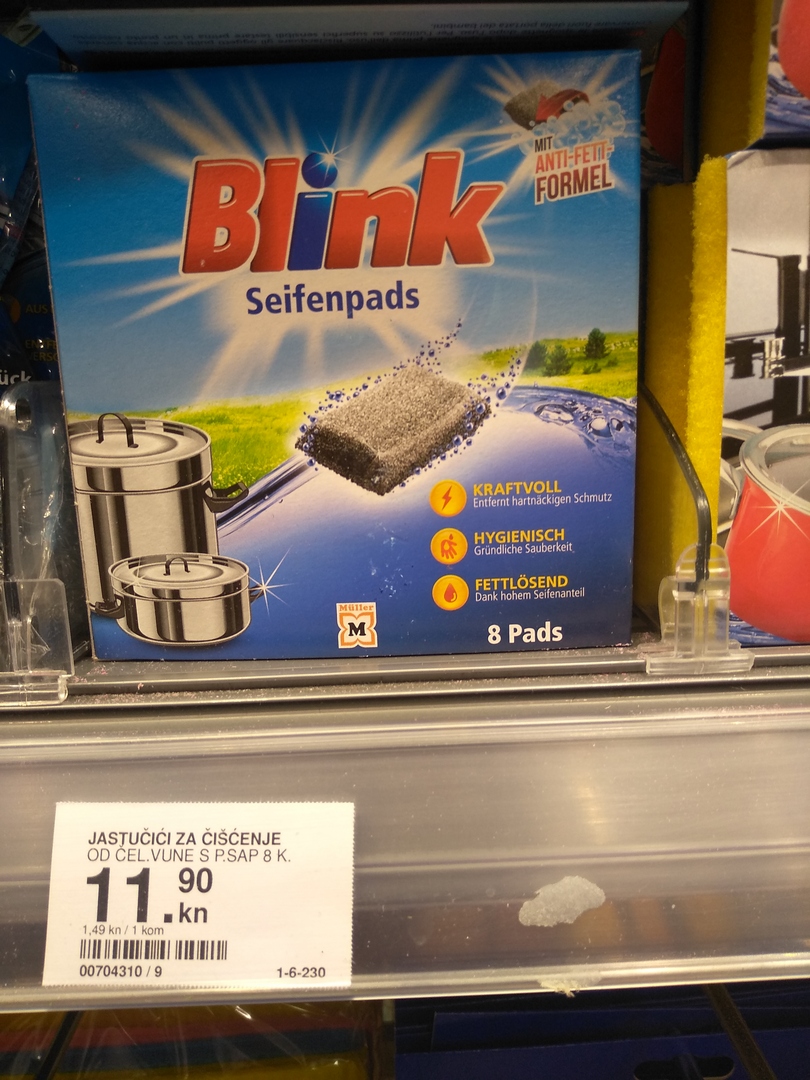 MIT
ANTI-FETT-
FORMEL
Blink
Seifenpads
KRAFTVOLL
Entfernt hartnäckigen Schmutz
HYGIENISCH
Gründliche Sauberkeit
FETTLÖSEND
Dank hohem Seifenanteil
Müller
M
8 Pads
AUS
ück
JASTUČIĆI ZA ČIŠĆENJE
OD ČEL.VUNE S P.SAP 8 K.
11.90
kn
1,49 kn / 1 kom
00704310 / 9
1-6-230